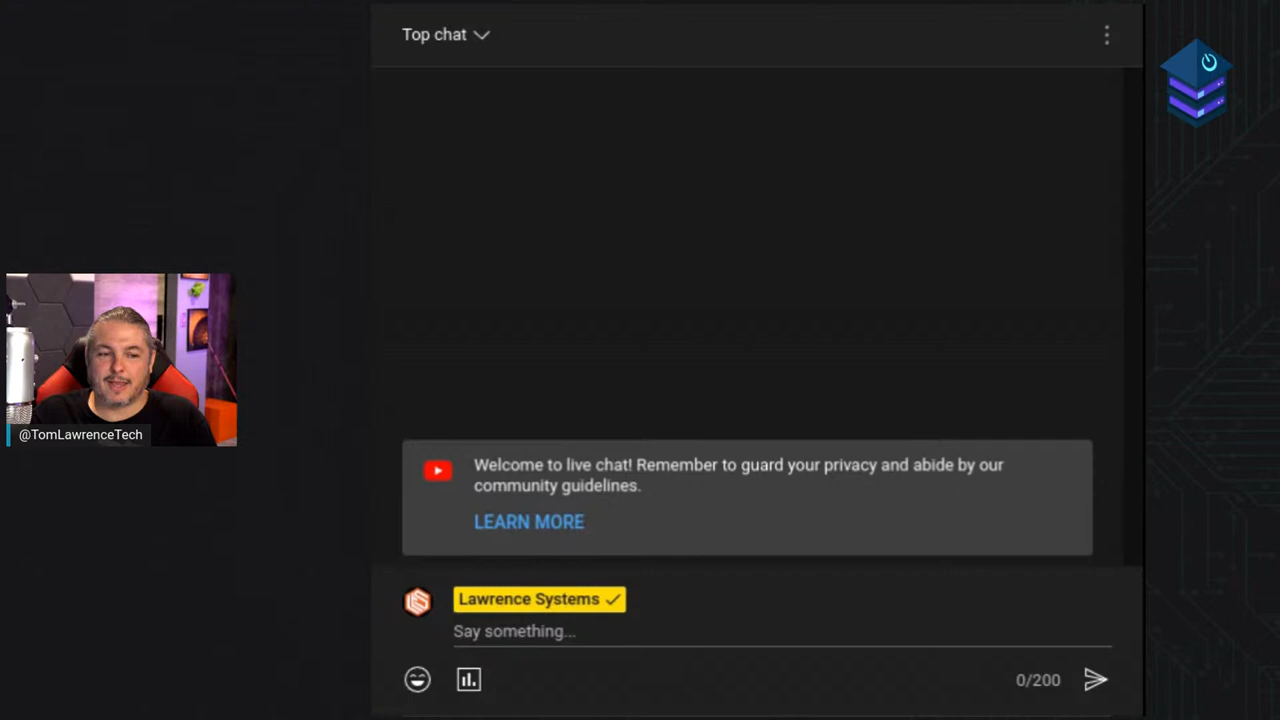 Top chat
@TomLawrenceTech
Welcome to live chat! Remember to guard your privacy and abide by our
community guidelines.
LEARN MORE
Lawrence Systems
Say something...
0/200